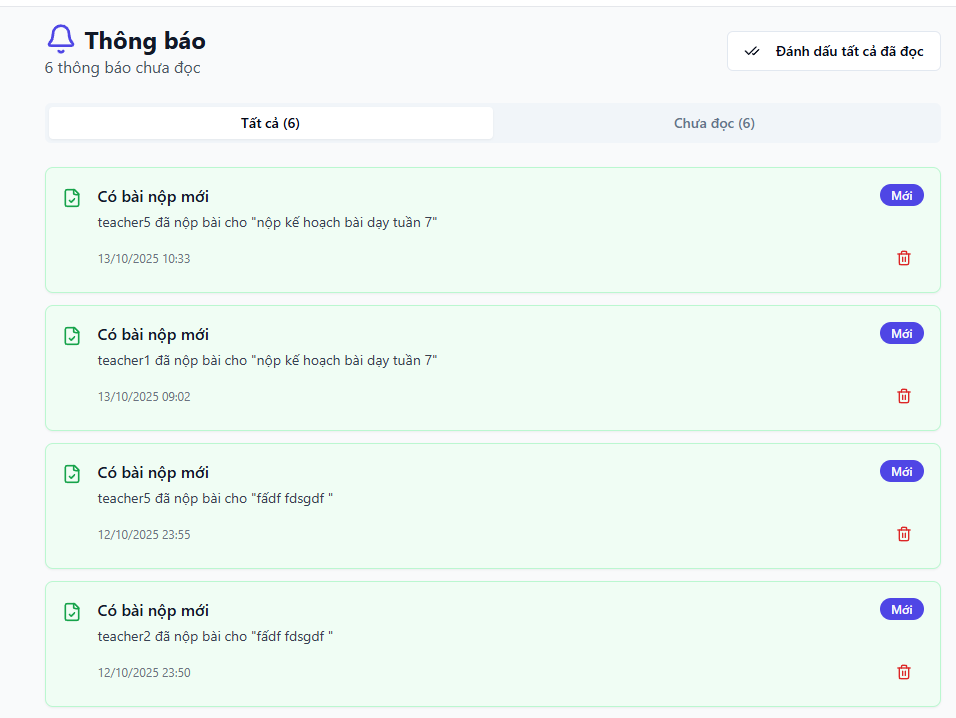 Thông báo
6 thông báo chưa đọc
Đánh dấu tất cả đã đọc
Tất cả (6)
Chưa đọc (6)
Có bài nộp mới
Mới
teacher5 đã nộp bài cho "nộp kế hoạch bài dạy tuần 7"
13/10/2025 10:33
Có bài nộp mới
Mới
teacher1 đã nộp bài cho "nộp kế hoạch bài dạy tuần 7"
13/10/2025 09:02
Có bài nộp mới
Mới
teacher5 đã nộp bài cho "fấdf fdsgdf "
12/10/2025 23:55
Có bài nộp mới
Mới
teacher2 đã nộp bài cho "fấdf fdsgdf "
12/10/2025 23:50